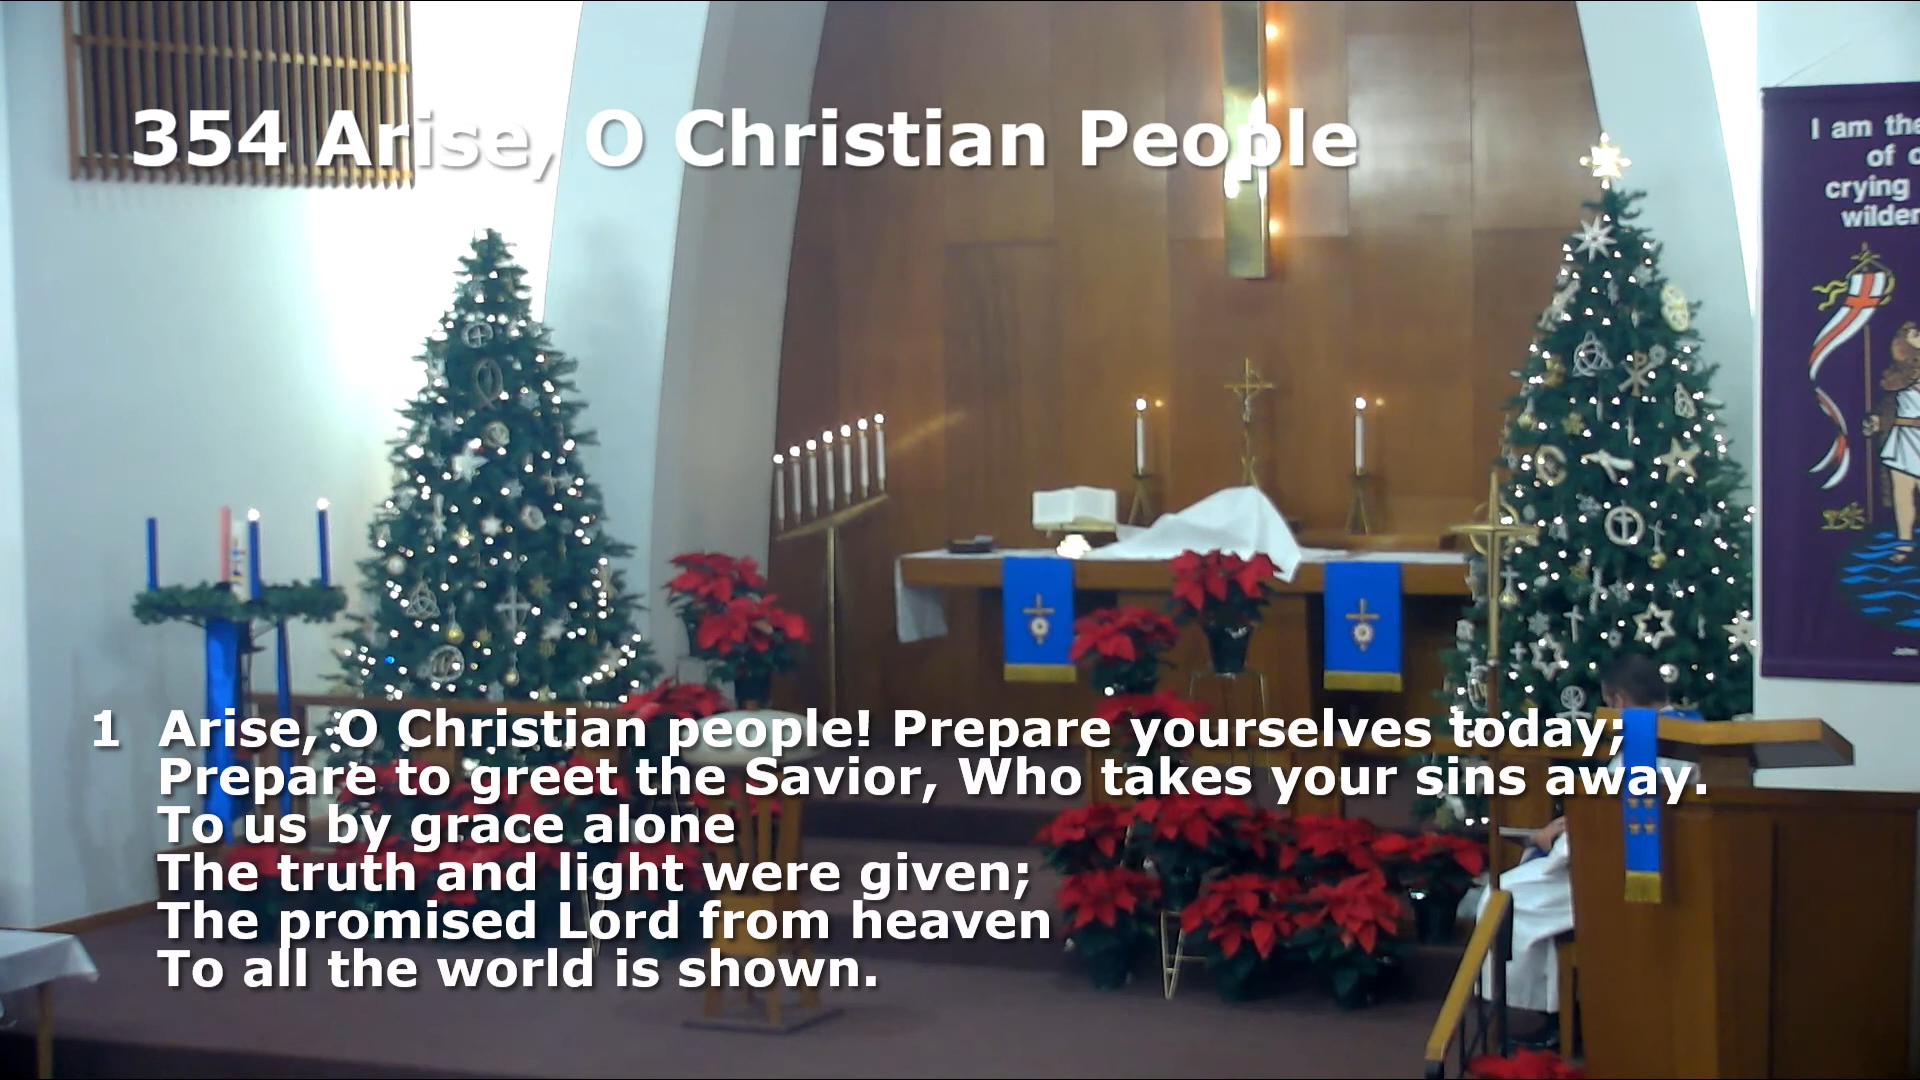 354 Arise, O Christian People
I am the
of
crying
wilder
1 Arise, O Christian people! Prepare yourselves today;
Prepare to greet the Savior, Who takes your sins away.
To us by grace alone
The truth and light were given;
The promised Lord from heaven
To all the world is shown.
John